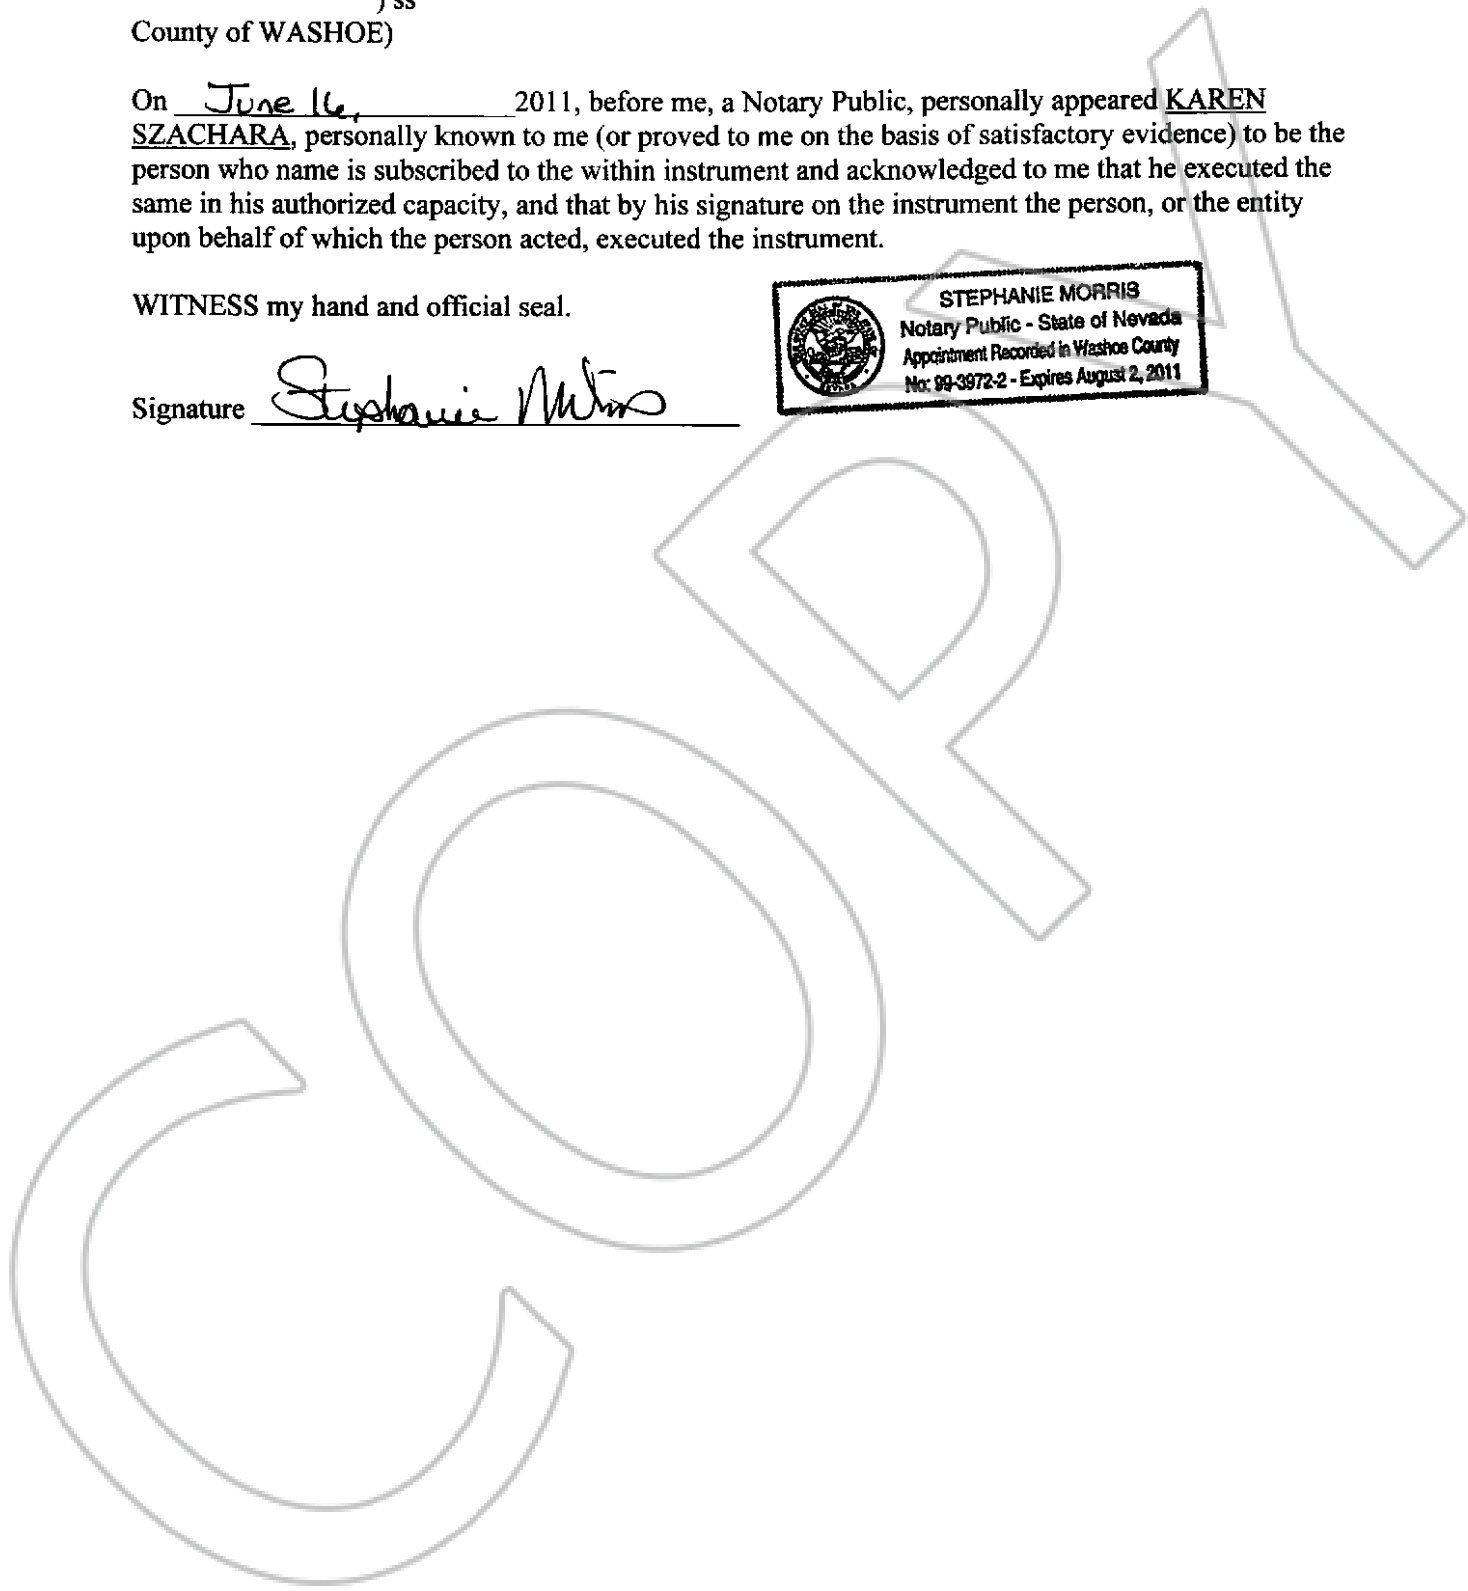 ) ss
County of WASHOE)
On June 16, 2011, before me, a Notary Public, personally appeared KAREN
SZACHARA, personally known to me (or proved to me on the basis of satisfactory evidence) to be the
person who name is subscribed to the within instrument and acknowledged to me that he executed the
same in his authorized capacity, and that by his signature on the instrument the person, or the entity
upon behalf of which the person acted, executed the instrument.
WITNESS my hand and official seal.
STEPHANIE MORRIS
Notary Public - State of Nevada
Appointment Recorded in Washoe County
No: 99-3972-2 - Expires August 2, 2011
Signature Stephanie Morris
COPY